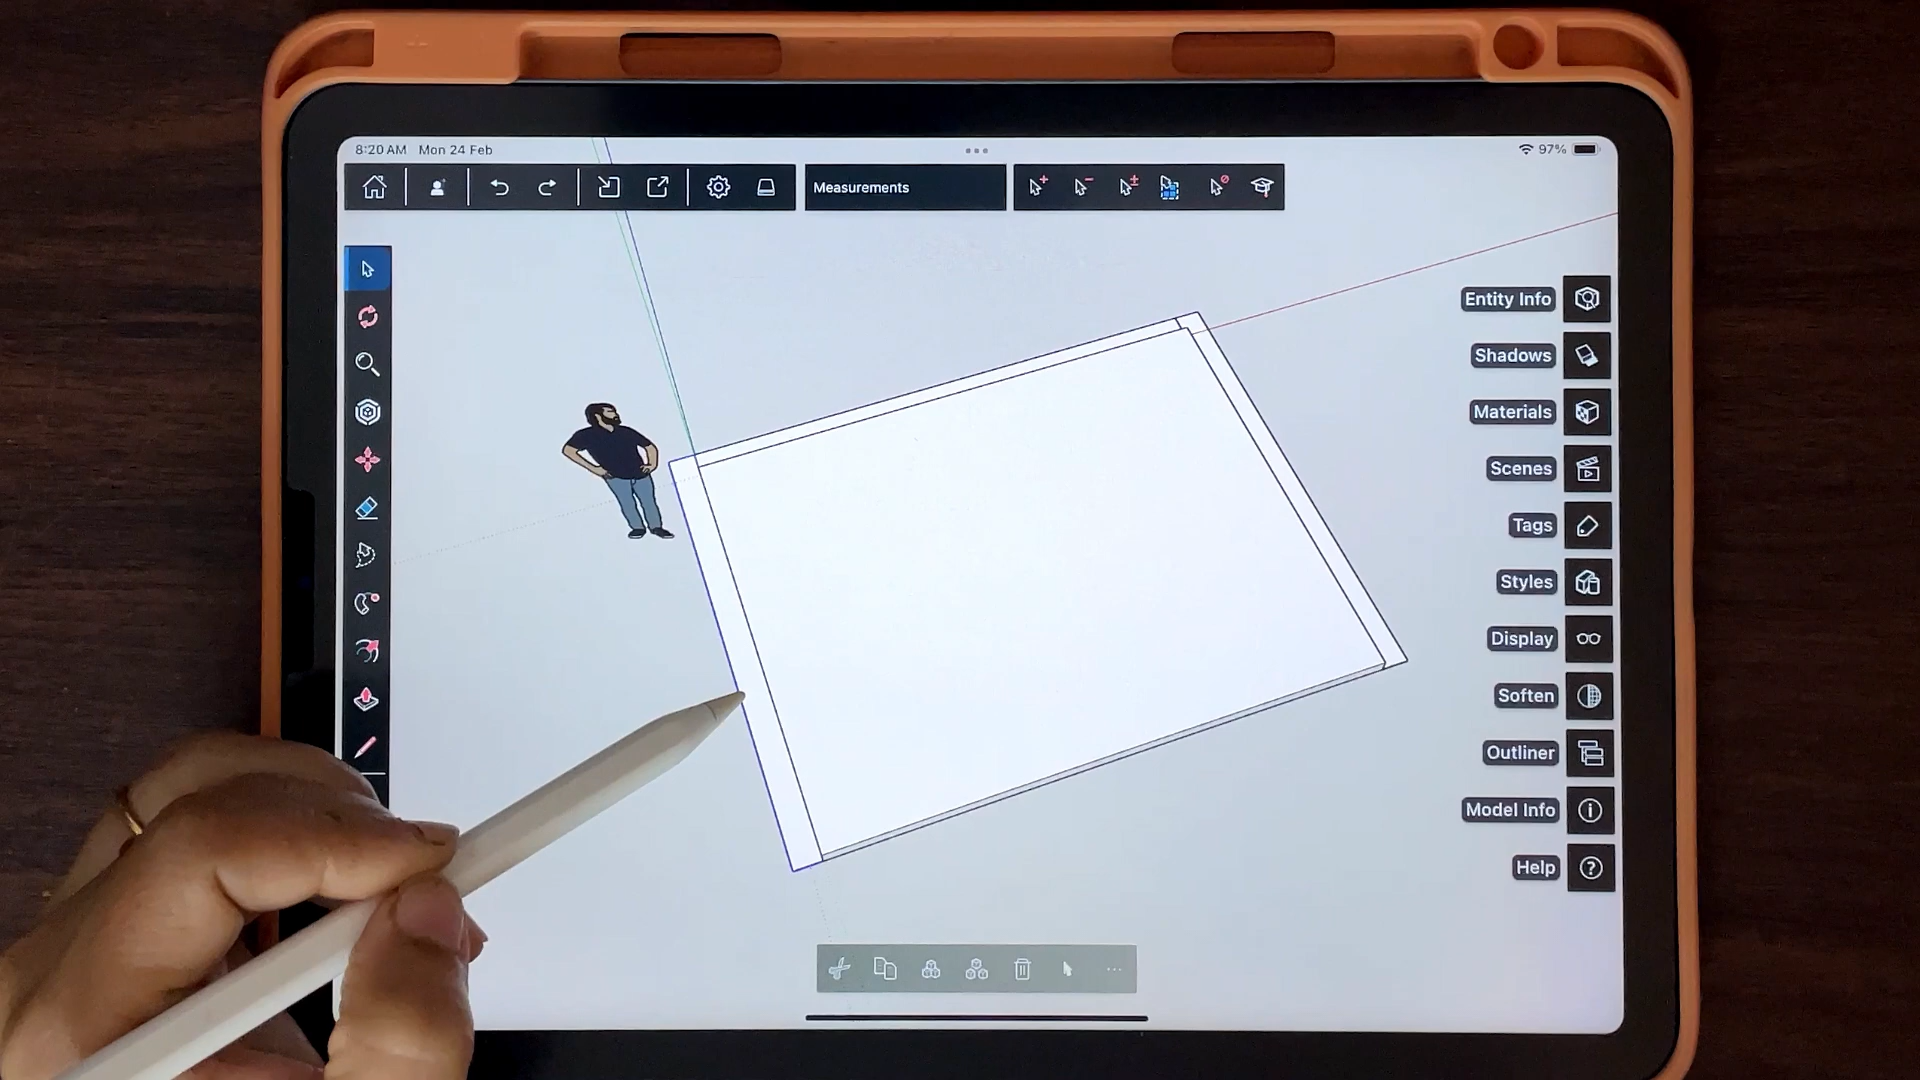 8:20 AM Mon 24 Feb
97%
Measurements
Entity Info
Shadows
Materials
Scenes
Tags
Styles
Display
Soften
Outliner
Model Info
Help